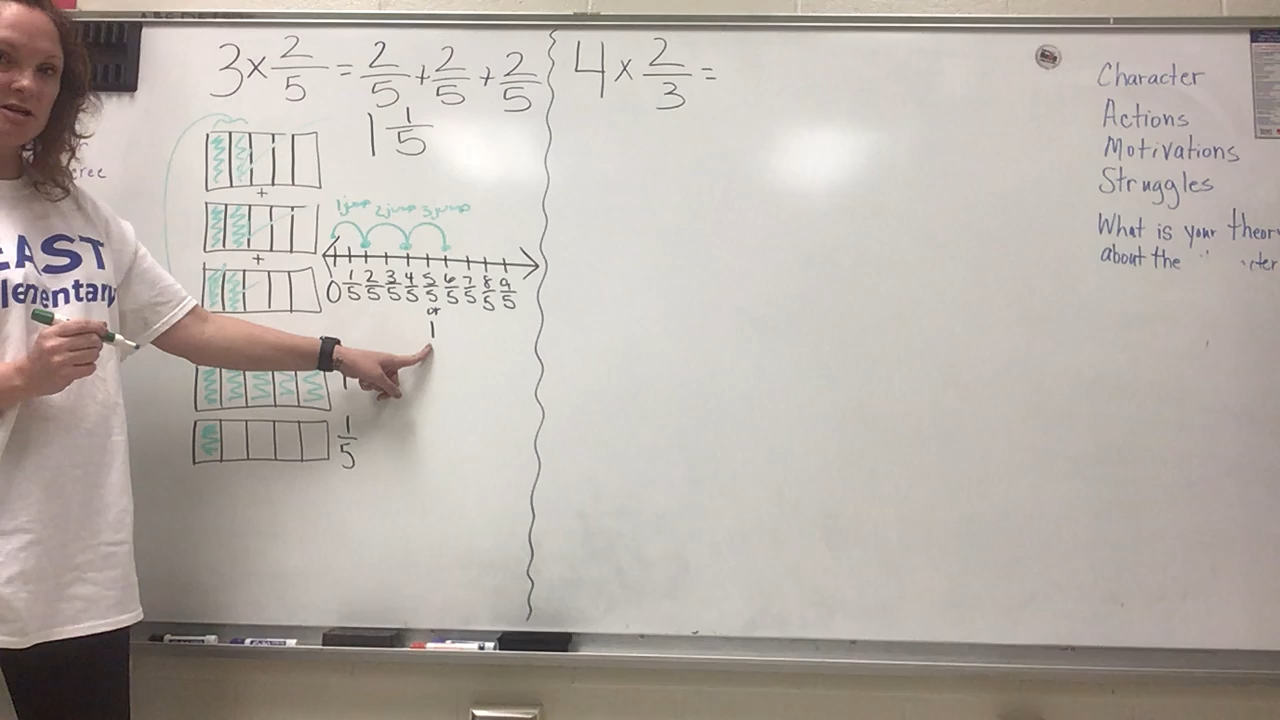 3 × 2/5 = 2/5 + 2/5 + 2/5
1 1/5
+
+
1 jump 2 jump 3 jump
0 1/5 2/5 3/5 4/5 5/5 6/5 7/5 8/5 9/5
or
1
1/5
4 × 2/3 =
Character
Actions
Motivations
Struggles
What is your theory
about the
EAST